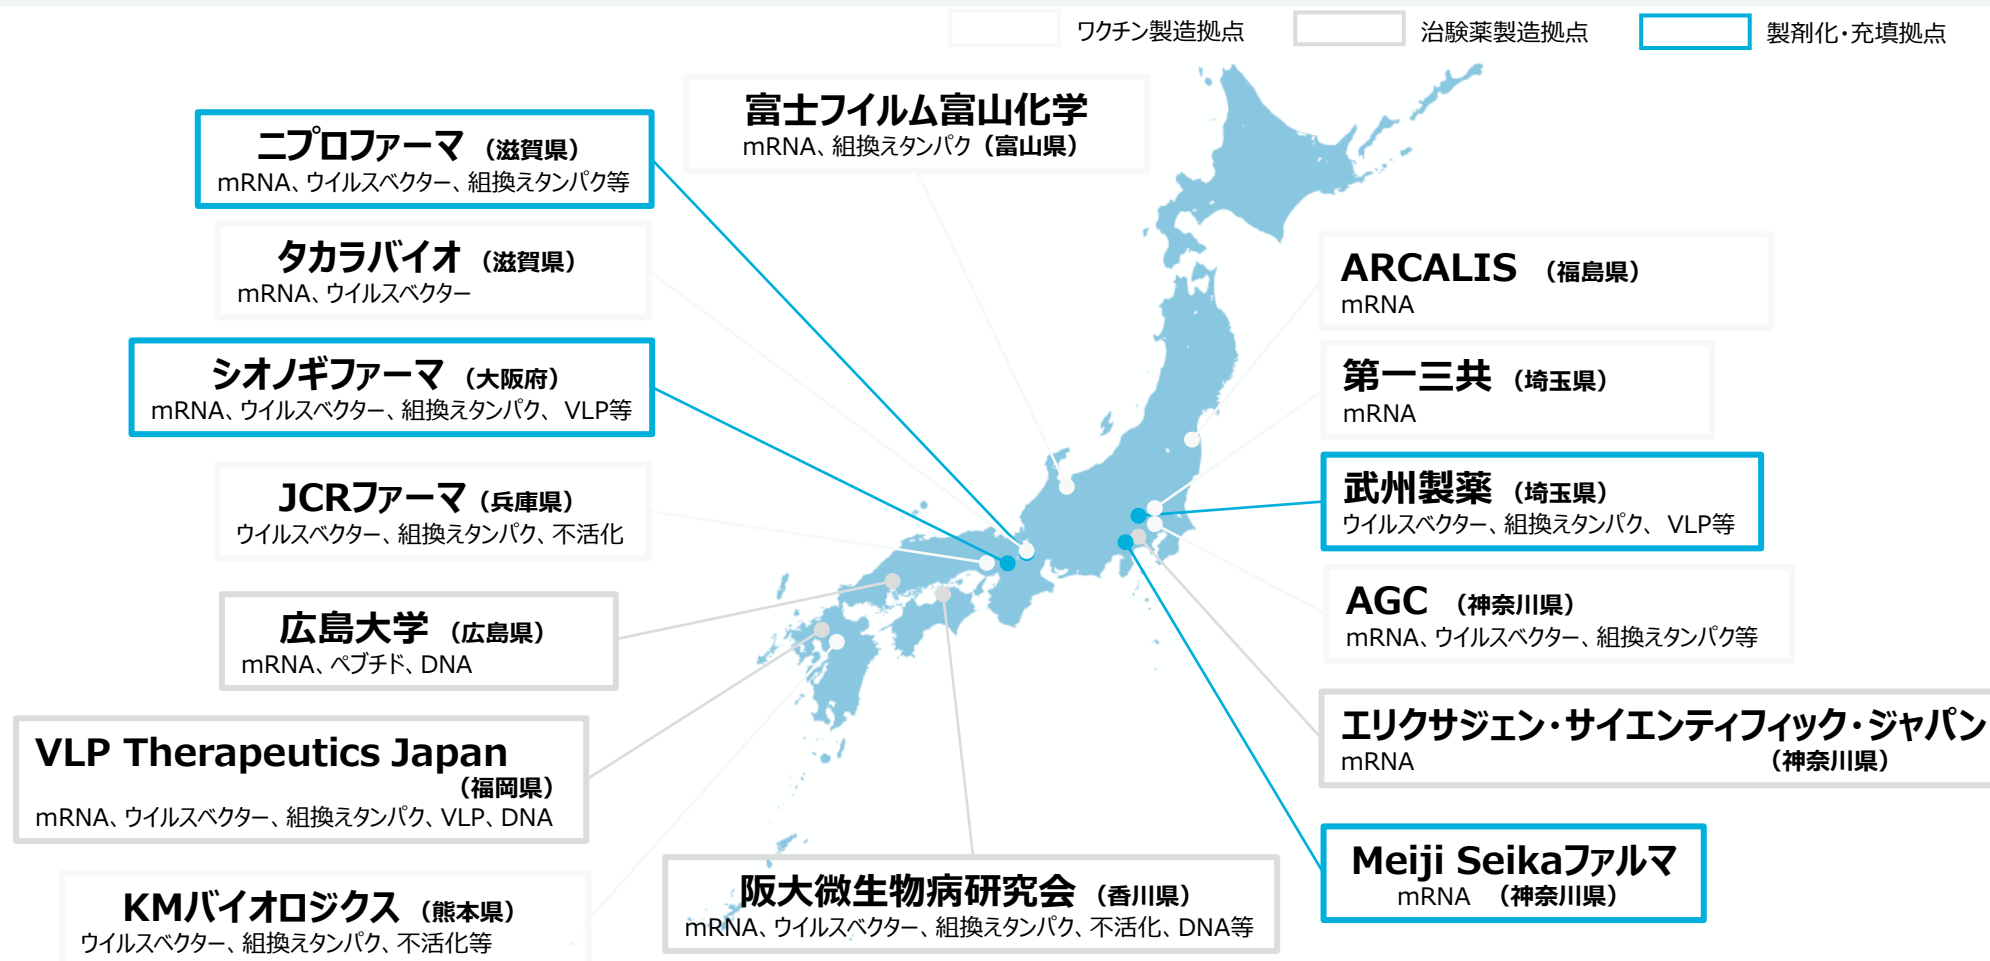 ワクチン製造拠点
治験薬製造拠点
製剤化・充填拠点
富士フイルム富山化学
mRNA、組換えタンパク（富山県）
ニプロファーマ（滋賀県）
mRNA、ウイルスベクター、組換えタンパク等
タカラバイオ（滋賀県）
mRNA、ウイルスベクター
シオノギファーマ（大阪府）
mRNA、ウイルスベクター、組換えタンパク、VLP等
JCRファーマ（兵庫県）
ウイルスベクター、組換えタンパク、不活化
広島大学（広島県）
mRNA、ペプチド、DNA
VLP Therapeutics Japan
（福岡県）
mRNA、ウイルスベクター、組換えタンパク、VLP、DNA
KMバイオロジクス（熊本県）
ウイルスベクター、組換えタンパク、不活化等
阪大微生物病研究会（香川県）
mRNA、ウイルスベクター、組換えタンパク、不活化、DNA等
ARCALIS（福島県）
mRNA
第一三共（埼玉県）
mRNA
武州製薬（埼玉県）
ウイルスベクター、組換えタンパク、VLP等
AGC（神奈川県）
mRNA、ウイルスベクター、組換えタンパク等
エリクサジェン・サイエンティフィック・ジャパン
mRNA（神奈川県）
Meiji Seikaファルマ
mRNA（神奈川県）